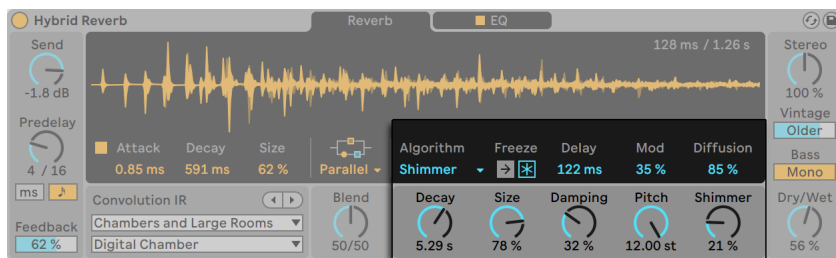 Hybrid Reverb
Reverb
EQ
Send
-1.8 dB
Predelay
4 / 16
ms
Feedback
62 %
128 ms / 1.26 s
Attack Decay Size
0.85 ms 591 ms 62 % Parallel
Algorithm Freeze Delay Mod Diffusion
Shimmer 122 ms 35 % 85 %
Convolution IR
Chambers and Large Rooms
Digital Chamber
Blend
50/50
Decay Size Damping Pitch Shimmer
5.29 s 78 % 32 % 12.00 st 21 %
Stereo
100 %
Vintage
Older
Bass
Mono
Dry/Wet
56 %